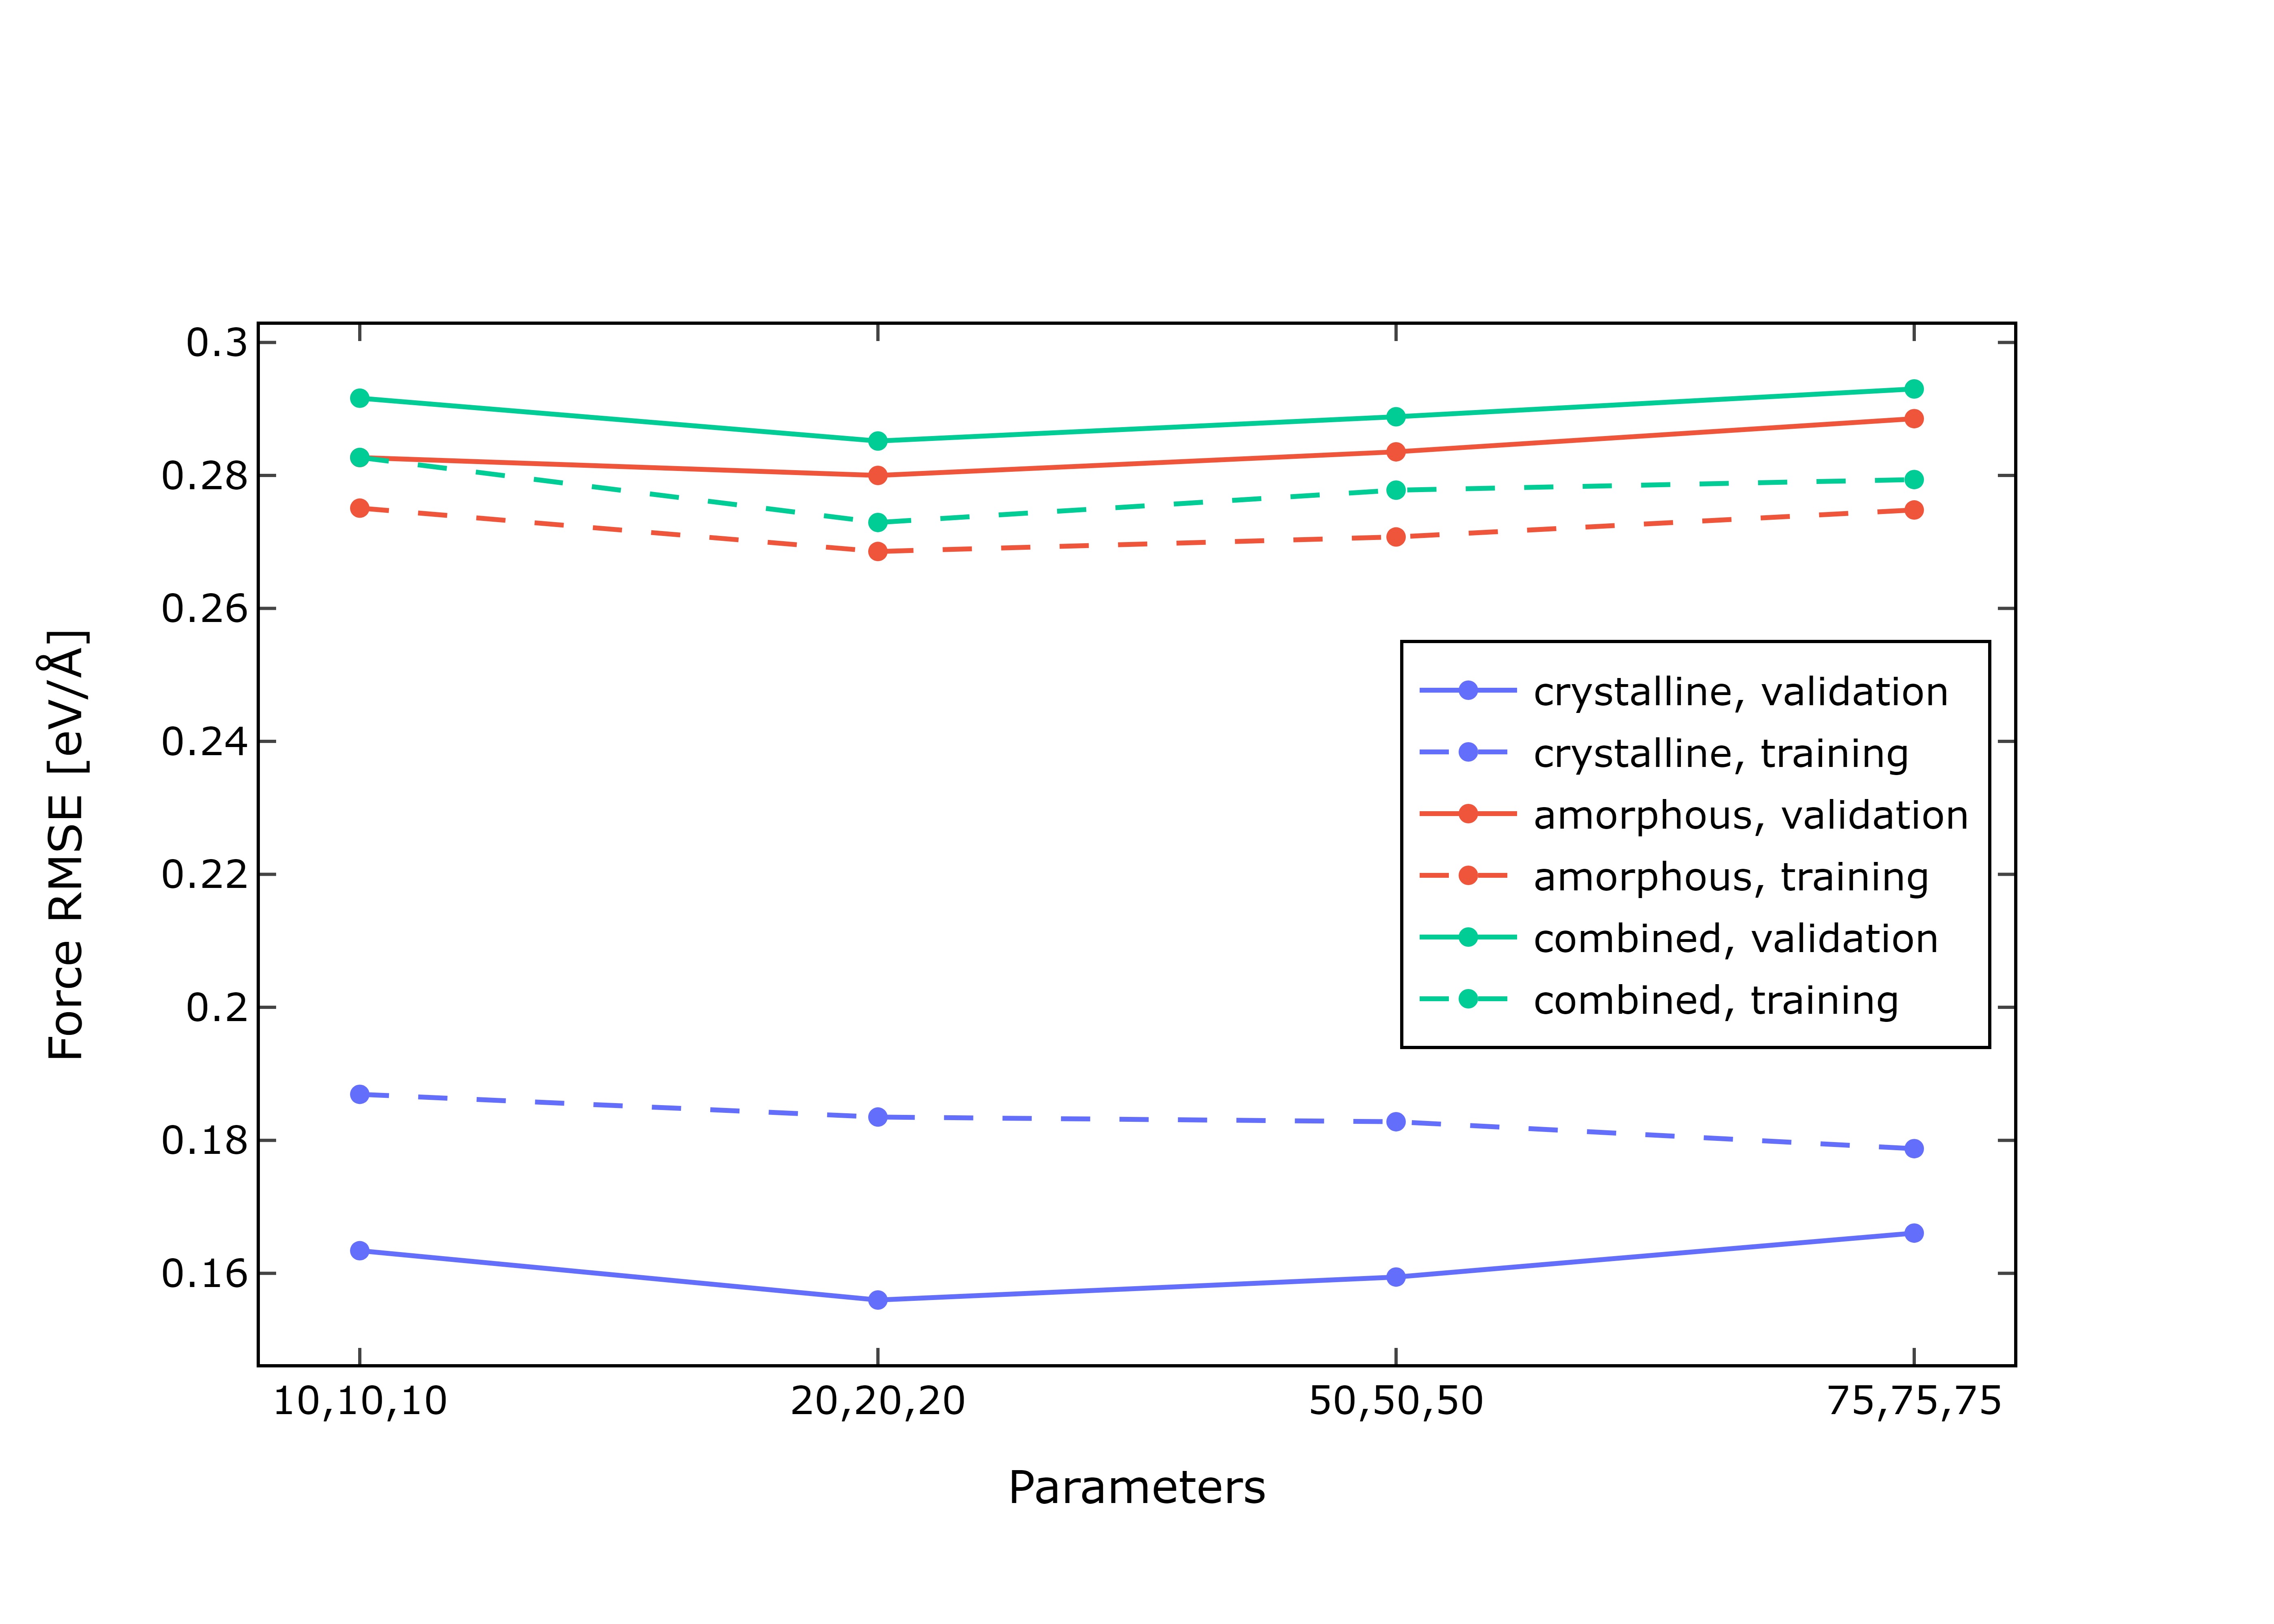 0.3
0.28
0.26
0.24
0.22
0.2
0.18
0.16
Force RMSE [eV/Å]
crystalline, validation
crystalline, training
amorphous, validation
amorphous, training
combined, validation
combined, training
10,10,10
20,20,20
50,50,50
75,75,75
Parameters